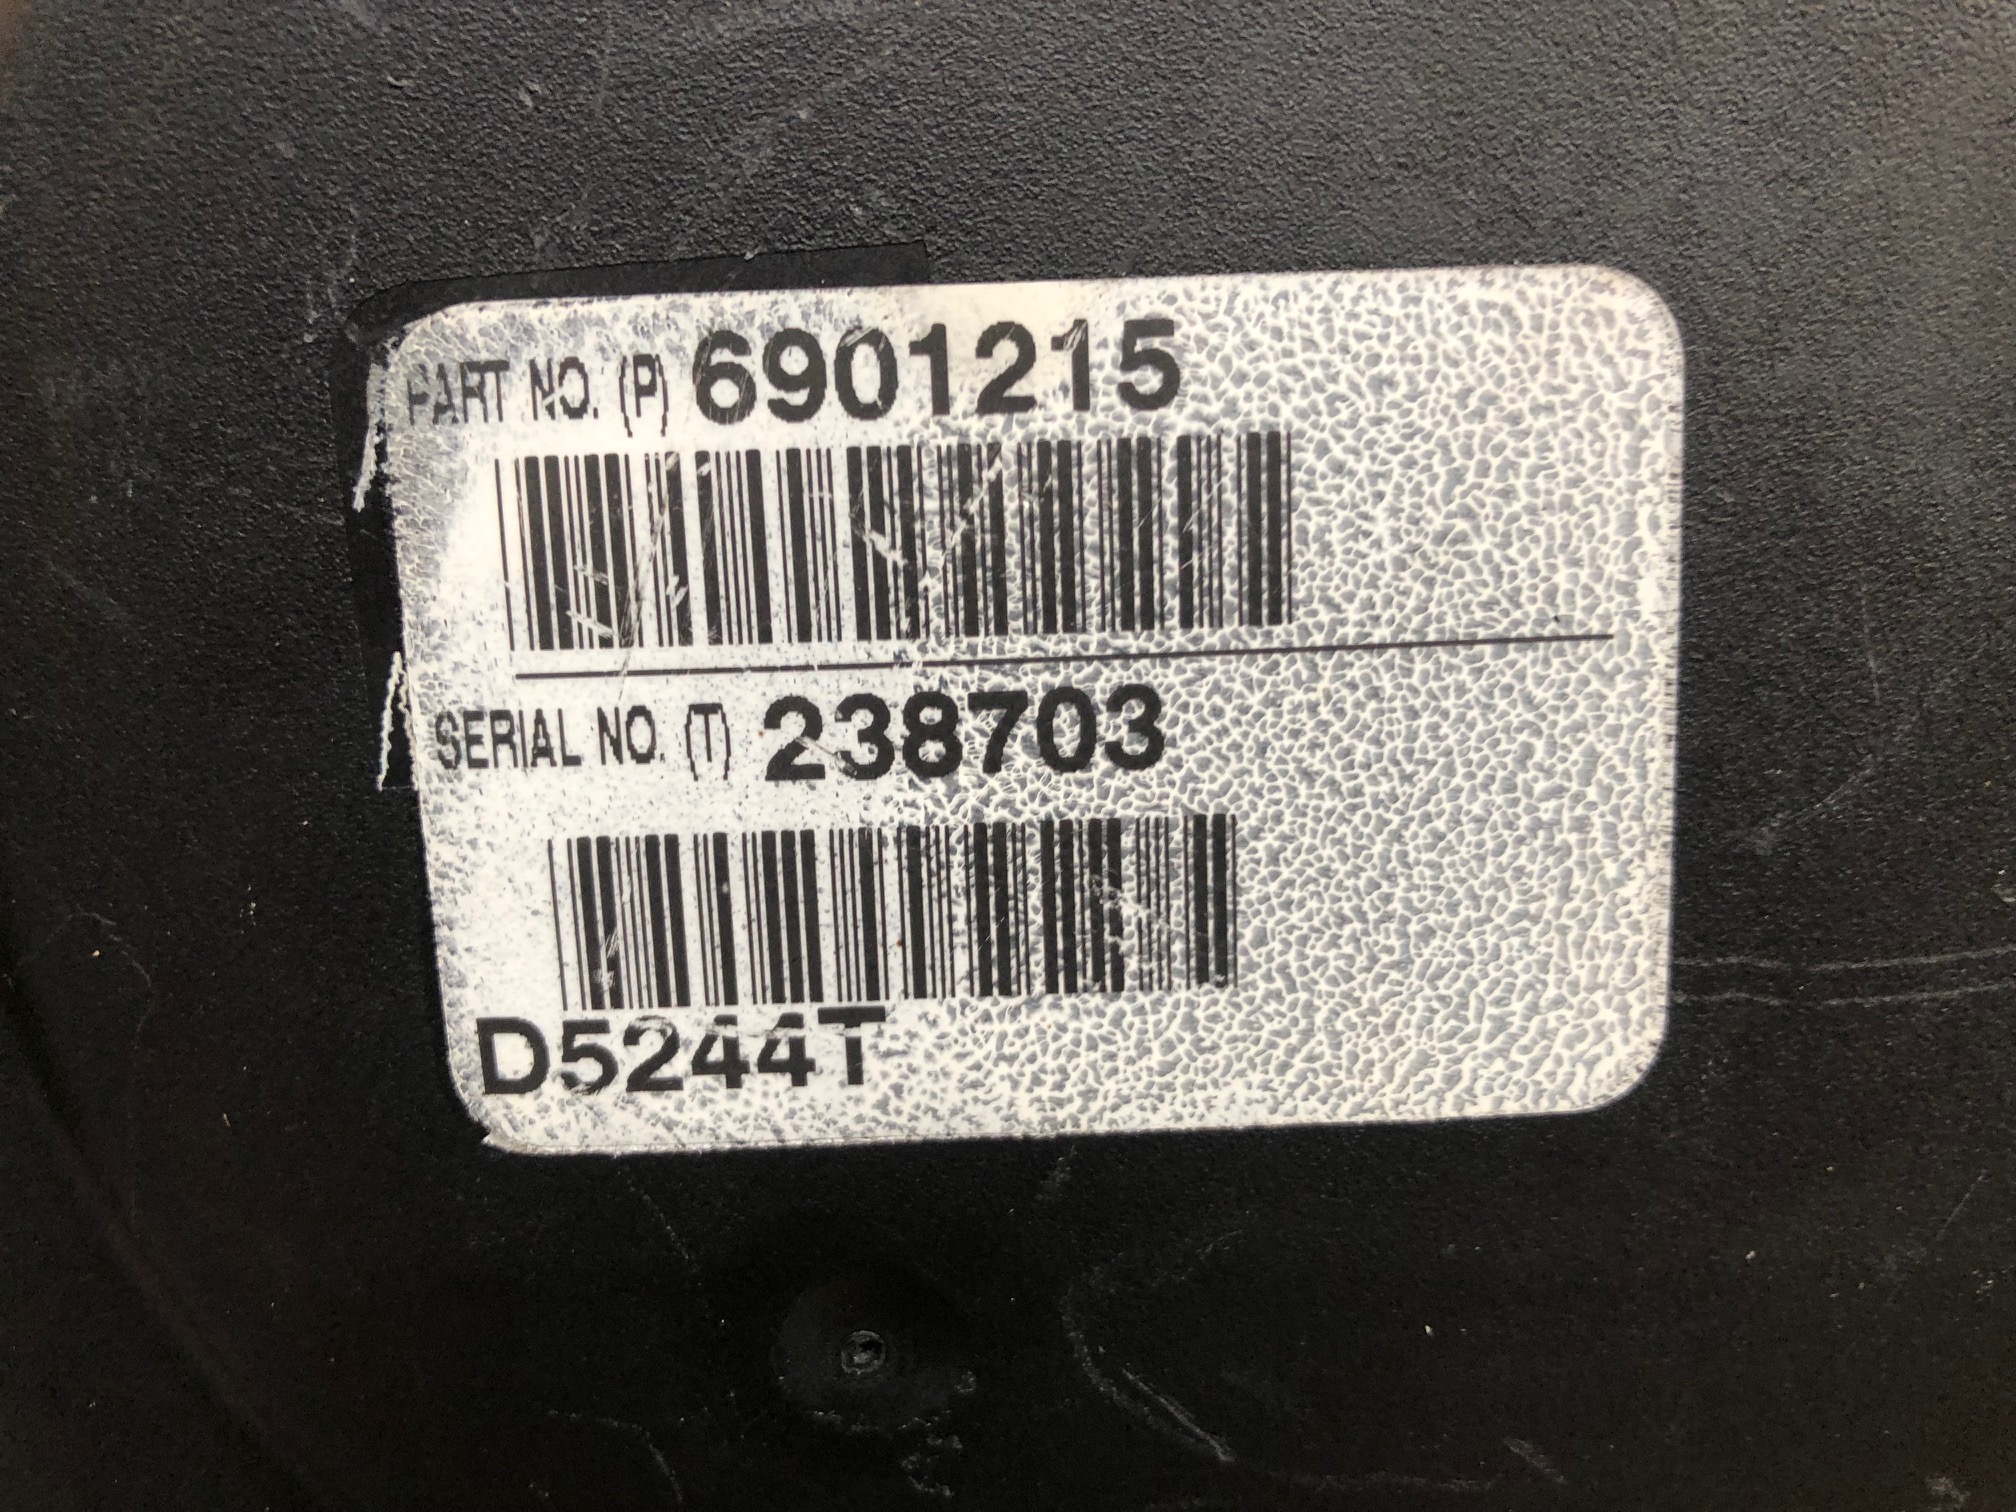 PART NO. (P) 6901215
SERIAL NO. (T) 238703
D5244T